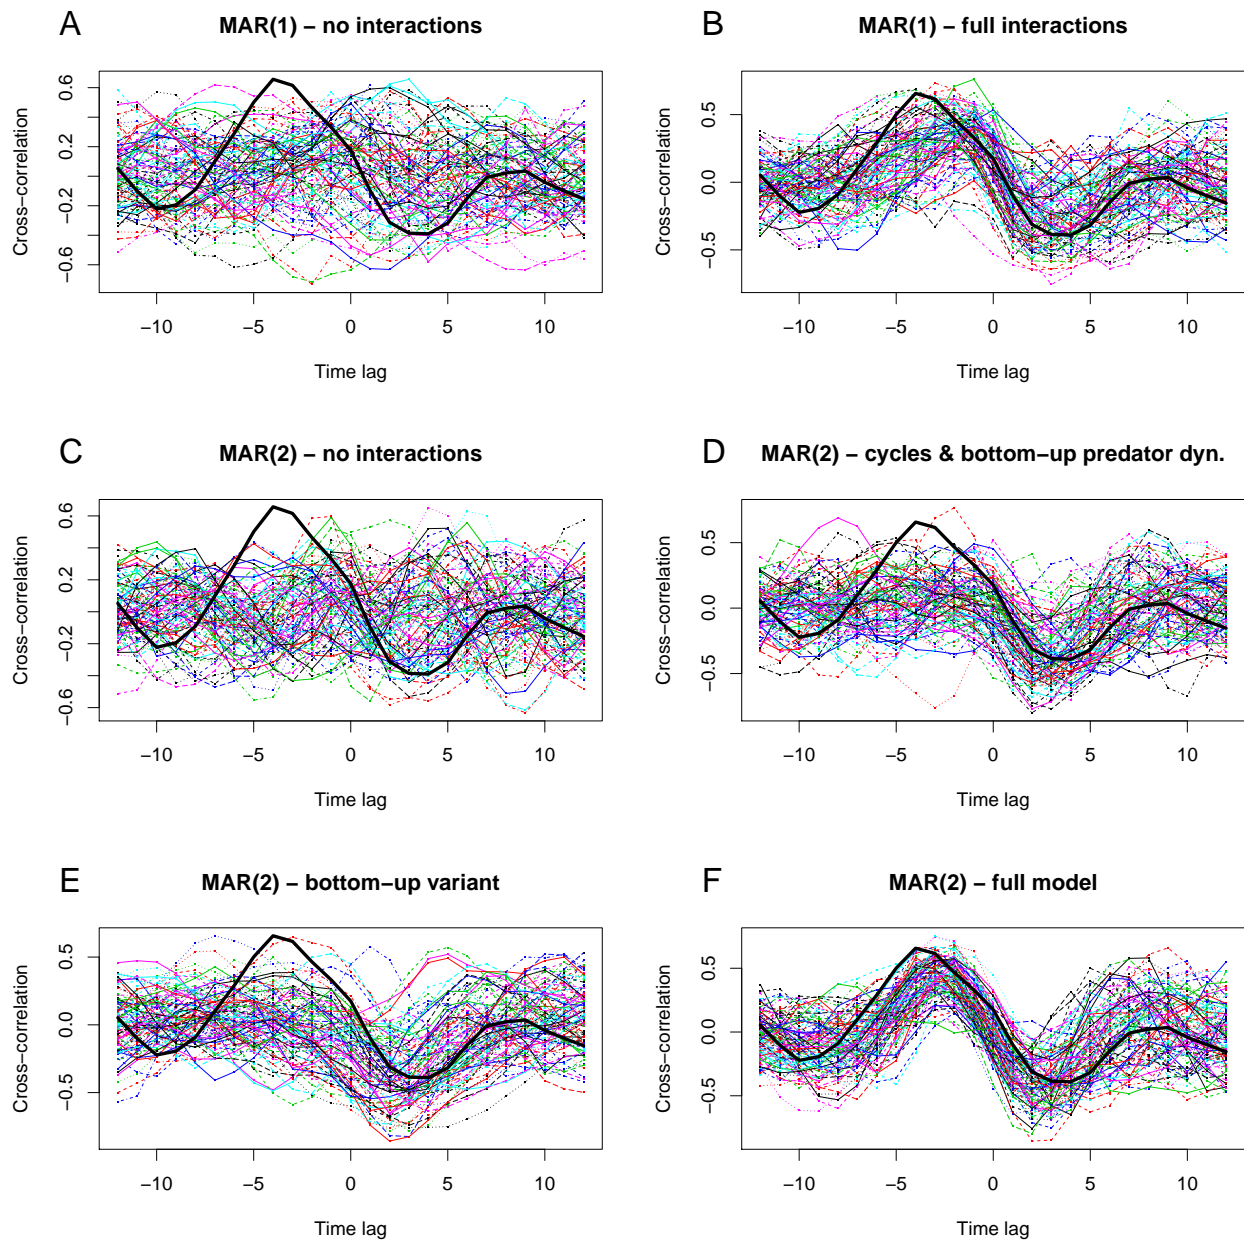 A MAR(1) – no interactions
0.6
0.2
−0.2
−0.6
Cross−correlation
−10 −5 0 5 10
Time lag
B MAR(1) – full interactions
0.5
0.0
−0.5
Cross−correlation
−10 −5 0 5 10
Time lag
C MAR(2) – no interactions
0.6
0.2
−0.2
−0.6
Cross−correlation
−10 −5 0 5 10
Time lag
D MAR(2) – cycles & bottom−up predator dyn.
0.5
0.0
−0.5
Cross−correlation
−10 −5 0 5 10
Time lag
E MAR(2) – bottom−up variant
0.5
0.0
−0.5
Cross−correlation
−10 −5 0 5 10
Time lag
F MAR(2) – full model
0.5
0.0
−0.5
Cross−correlation
−10 −5 0 5 10
Time lag